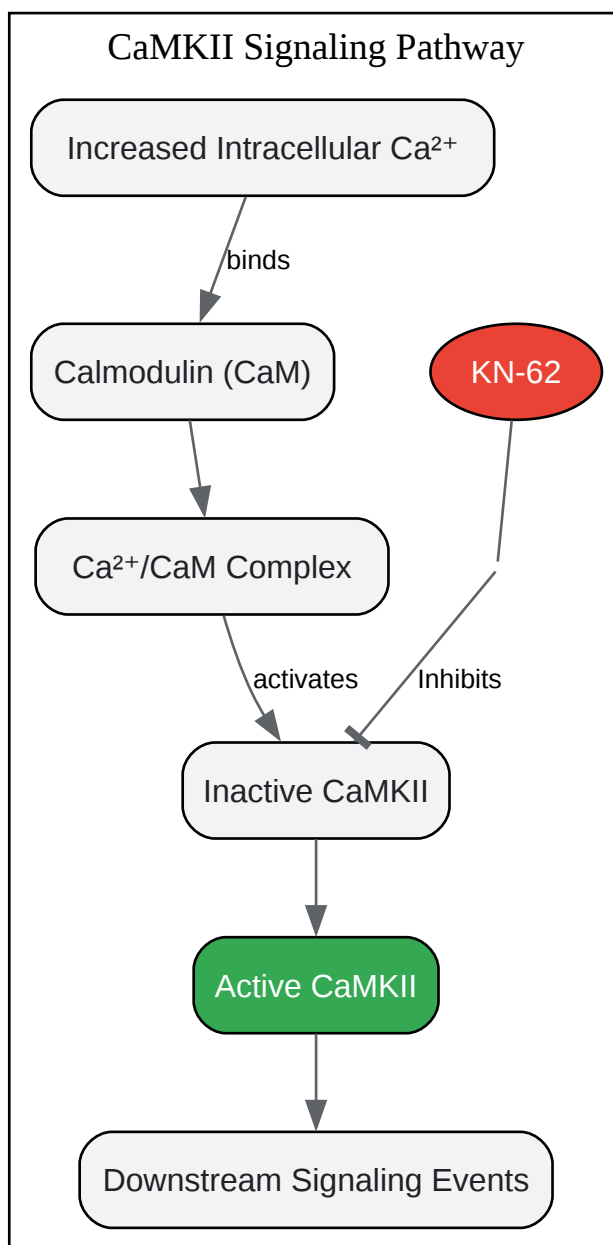 CaMKII Signaling Pathway
Increased Intracellular Ca²⁺
binds
Calmodulin (CaM)
KN-62
Ca²⁺/CaM Complex
activates
Inhibits
Inactive CaMKII
Active CaMKII
Downstream Signaling Events